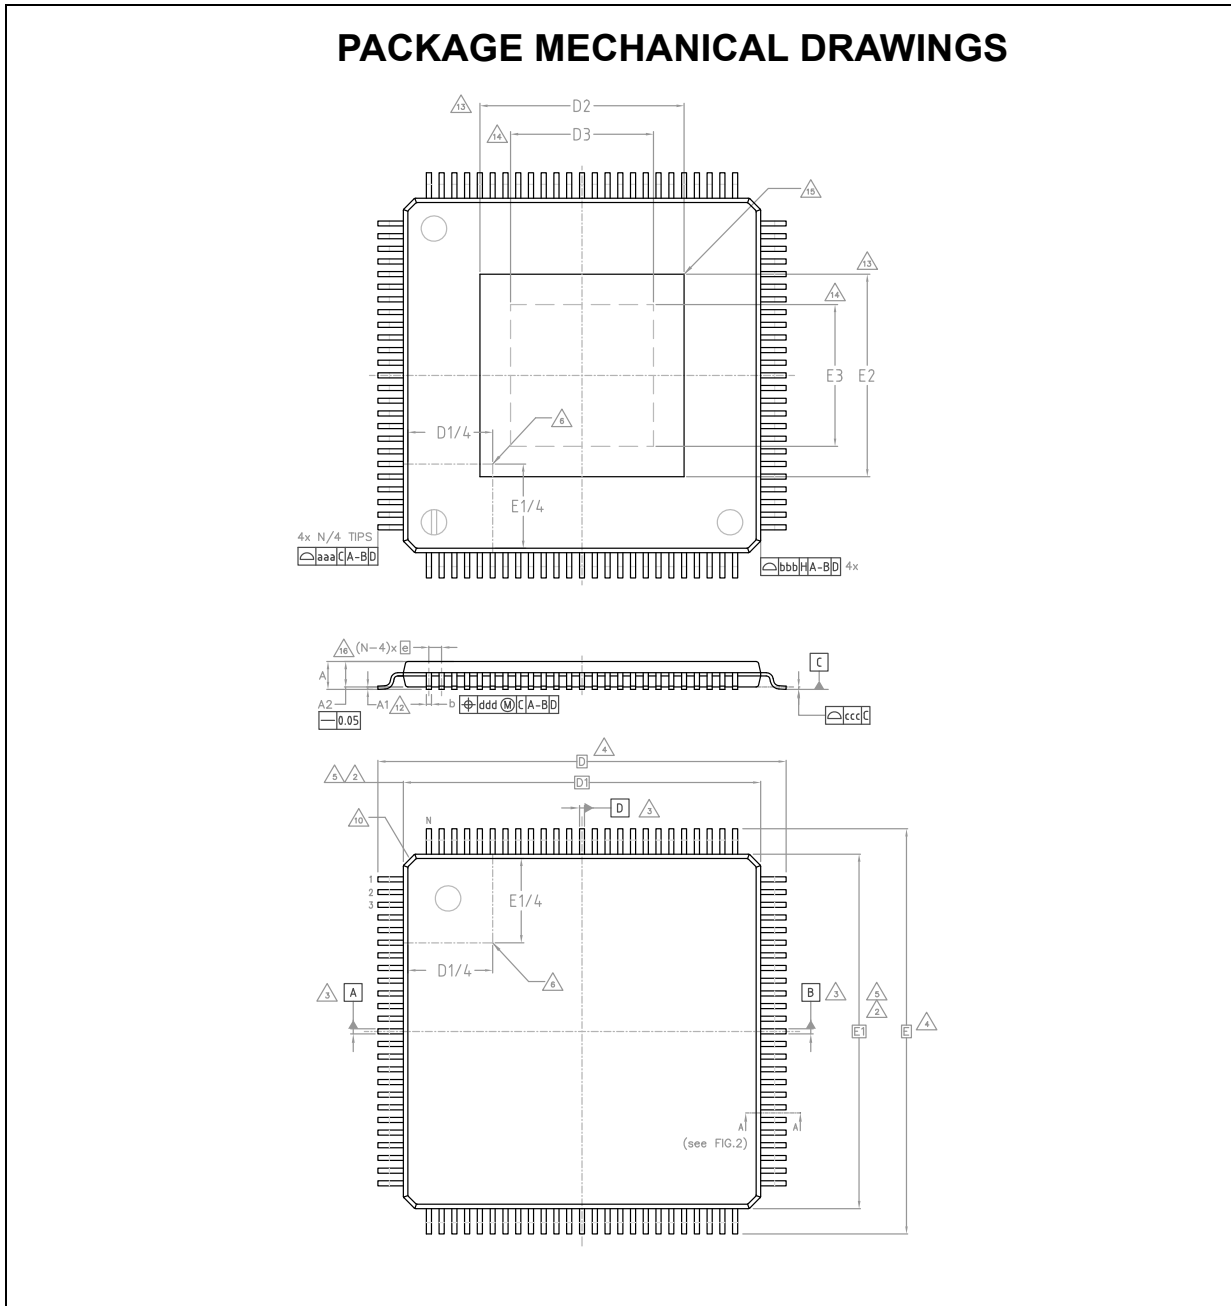 PACKAGE MECHANICAL DRAWINGS
13 D2
14 D3
15
13
14
E3 E2
D1/4 6
E1/4
4x N/4 TIPS
aaa C A-B D
bbb H A-B D 4x
16 (N-4)x e
A
C
A2 A1 12 b ddd M C A-B D
0.05
ccc C
4
D
5 2 D1
D 3
10 N
1
2
3
E1/4
D1/4 6
3 A B 3 5
2
E1 E 4
A A
(see FIG.2)